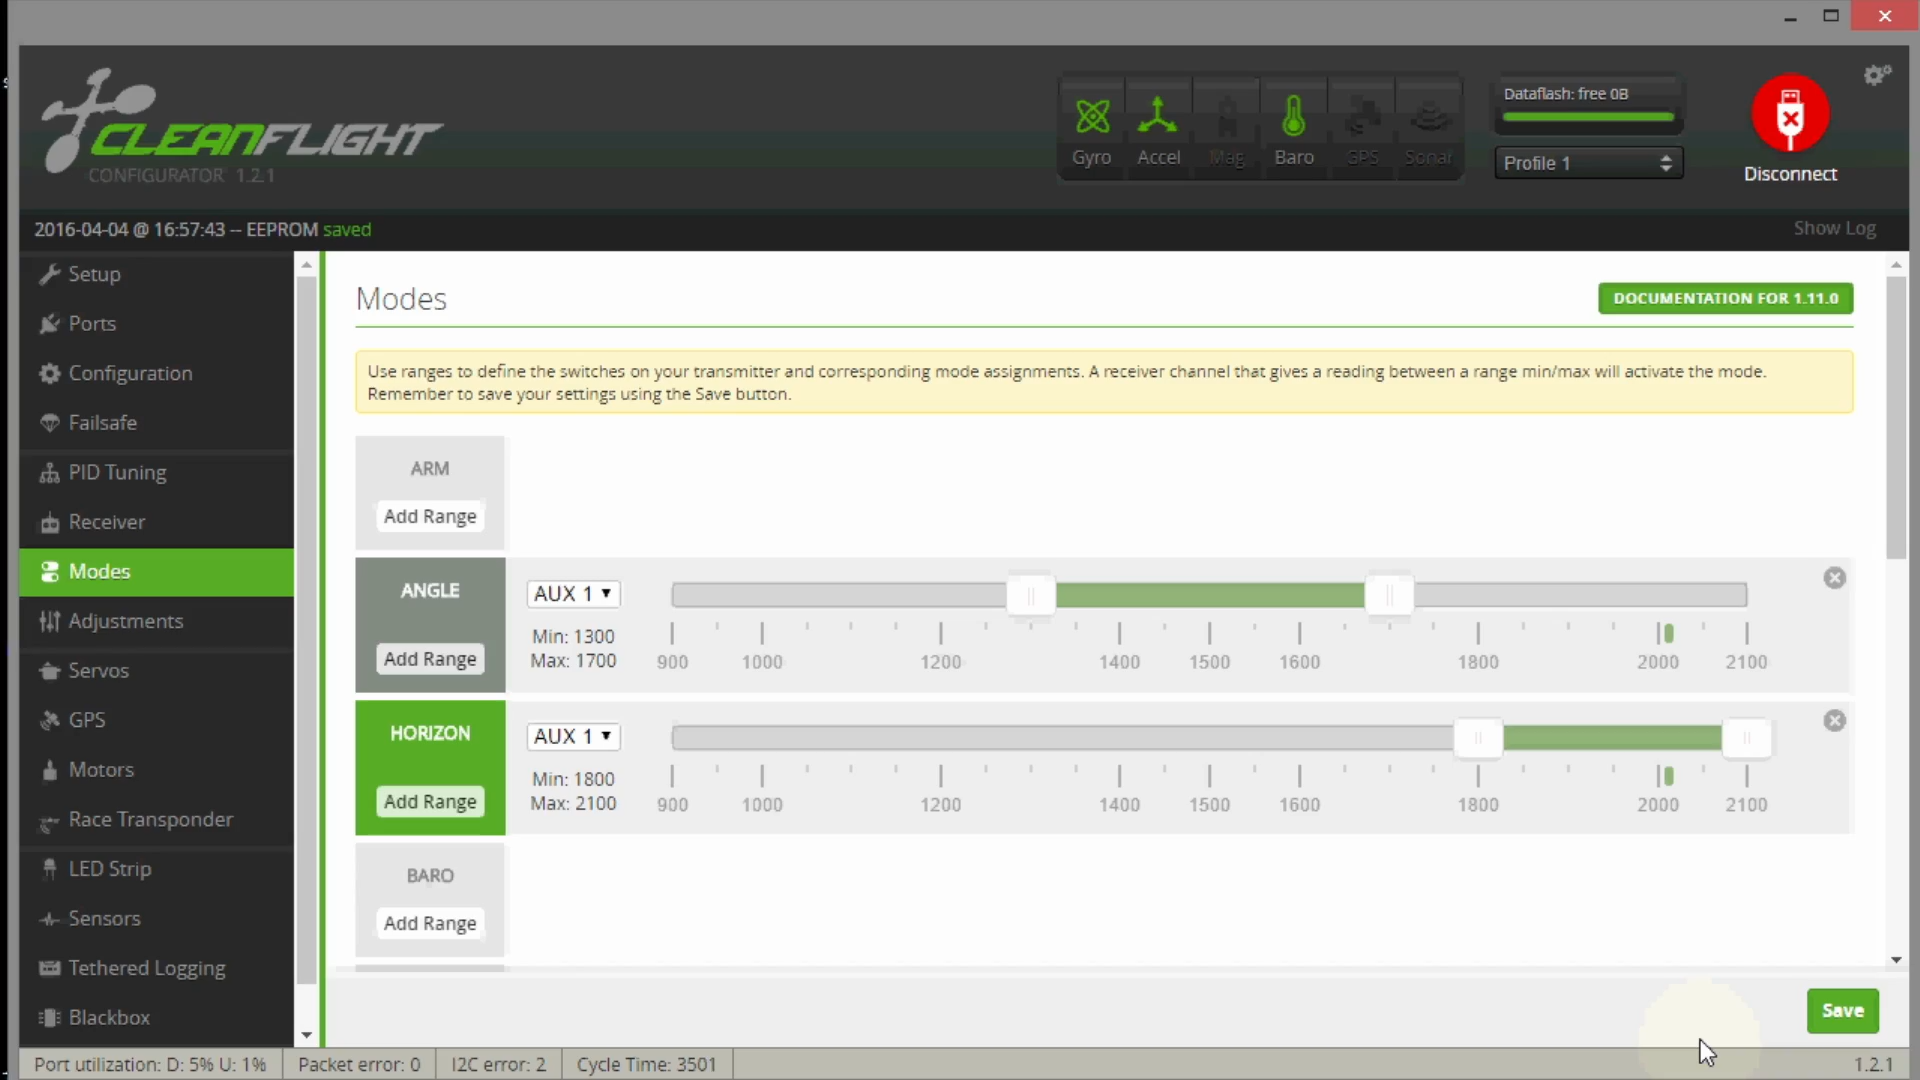 CLEANFLIGHT
CONFIGURATOR 1.2.1
Gyro Accel Mag Baro GPS Sonar
Dataflash: free 0B
Profile 1
Disconnect
2016-04-04 @ 16:57:43 -- EEPROM saved
Show Log
Setup
Ports
Configuration
Failsafe
PID Tuning
Receiver
Modes
Adjustments
Servos
GPS
Motors
Race Transponder
LED Strip
Sensors
Tethered Logging
Blackbox
Modes
DOCUMENTATION FOR 1.11.0
Use ranges to define the switches on your transmitter and corresponding mode assignments. A receiver channel that gives a reading between a range min/max will activate the mode.
Remember to save your settings using the Save button.
ARM
Add Range
ANGLE
Add Range
AUX 1
Min: 1300
Max: 1700
900 1000 1200 1400 1500 1600 1800 2000 2100
HORIZON
Add Range
AUX 1
Min: 1800
Max: 2100
900 1000 1200 1400 1500 1600 1800 2000 2100
BARO
Add Range
Save
Port utilization: D: 5% U: 1% Packet error: 0 I2C error: 2 Cycle Time: 3501 1.2.1